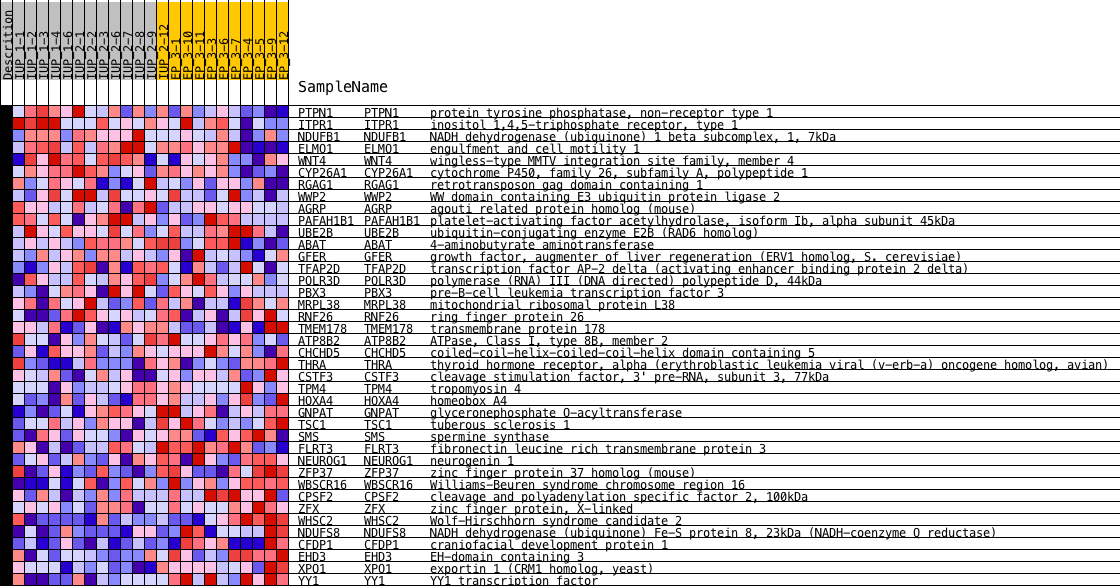 Descrition
IUP_1-1
IUP_1-2
IUP_1-3
IUP_1-6
IUP_2-1
IUP_2-2
IUP_2-3
IUP_2-6
IUP_2-7
IUP_2-8
IUP_2-9
IUP_2-12
EP_3-1
EP_3-10
EP_3-11
EP_3-3
EP_3-6
EP_3-7
EP_3-4
EP_3-5
EP_3-9
EP_3-12
SampleName
PTPN1 PTPN1 protein tyrosine phosphatase, non-receptor type 1
ITPR1 ITPR1 inositol 1,4,5-triphosphate receptor, type 1
NDUFB1 NDUFB1 NADH dehydrogenase (ubiquinone) 1 beta subcomplex, 1, 7kDa
ELMO1 ELMO1 engulfment and cell motility 1
WNT4 WNT4 wingless-type MMTV integration site family, member 4
CYP26A1 CYP26A1 cytochrome P450, family 26, subfamily A, polypeptide 1
RGAG1 RGAG1 retrotransposon gag domain containing 1
WWP2 WWP2 WW domain containing E3 ubiquitin protein ligase 2
AGRP AGRP agouti related protein homolog (mouse)
PAFAH1B1 PAFAH1B1 platelet-activating factor acetylhydrolase, isoform Ib, alpha subunit 45kDa
UBE2B UBE2B ubiquitin-conjugating enzyme E2B (RAD6 homolog)
ABAT ABAT 4-aminobutyrate aminotransferase
GFER GFER growth factor, augmenter of liver regeneration (ERV1 homolog, S. cerevisiae)
TFAP2D TFAP2D transcription factor AP-2 delta (activating enhancer binding protein 2 delta)
POLR3D POLR3D polymerase (RNA) III (DNA directed) polypeptide D, 44kDa
PBX3 PBX3 pre-B-cell leukemia transcription factor 3
MRPL38 MRPL38 mitochondrial ribosomal protein L38
RNF26 RNF26 ring finger protein 26
TMEM178 TMEM178 transmembrane protein 178
ATP8B2 ATP8B2 ATPase, Class I, type 8B, member 2
CHCHD5 CHCHD5 coiled-coil-helix-coiled-coil-helix domain containing 5
THRA THRA thyroid hormone receptor, alpha (erythroblastic leukemia viral (v-erb-a) oncogene homolog, avian)
CSTF3 CSTF3 cleavage stimulation factor, 3' pre-RNA, subunit 3, 77kDa
TPM4 TPM4 tropomyosin 4
HOXA4 HOXA4 homeobox A4
GNPAT GNPAT glyceronephosphate O-acyltransferase
TSC1 TSC1 tuberous sclerosis 1
SMS SMS spermine synthase
FLRT3 FLRT3 fibronectin leucine rich transmembrane protein 3
NEUROG1 NEUROG1 neurogenin 1
ZFP37 ZFP37 zinc finger protein 37 homolog (mouse)
WBSCR16 WBSCR16 Williams-Beuren syndrome chromosome region 16
CPSF2 CPSF2 cleavage and polyadenylation specific factor 2, 100kDa
ZFX ZFX zinc finger protein, X-linked
WHSC2 WHSC2 Wolf-Hirschhorn syndrome candidate 2
NDUFS8 NDUFS8 NADH dehydrogenase (ubiquinone) Fe-S protein 8, 23kDa (NADH-coenzyme Q reductase)
CFDP1 CFDP1 craniofacial development protein 1
EHD3 EHD3 EH-domain containing 3
XPO1 XPO1 exportin 1 (CRM1 homolog, yeast)
YY1 YY1 YY1 transcription factor